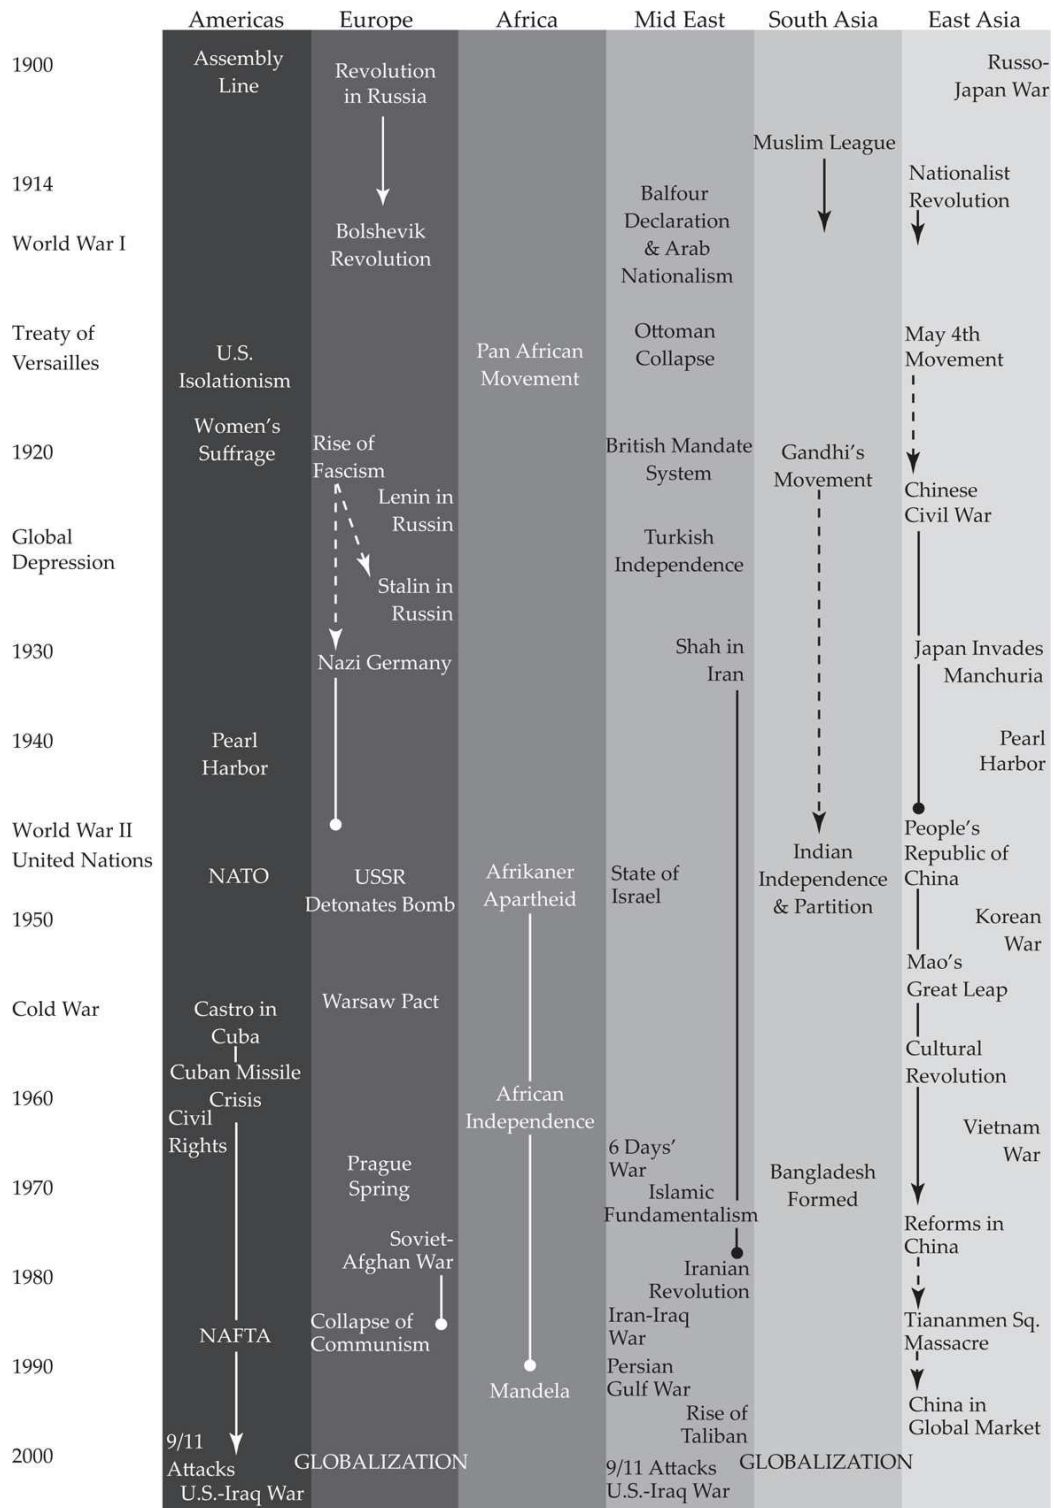 Americas
Europe
Africa
Mid East
South Asia
East Asia
1900
1914
World War I
Treaty of
Versailles
1920
Global
Depression
1930
1940
World War II
United Nations
1950
Cold War
1960
1970
1980
1990
2000
Assembly
Line
U.S.
Isolationism
Women's
Suffrage
Pearl
Harbor
NATO
Castro in
Cuba
Cuban Missile
Crisis
Civil
Rights
NAFTA
9/11
Attacks
U.S.-Iraq War
Revolution
in Russia
Bolshevik
Revolution
Rise of
Fascism
Lenin in
Russin
Stalin in
Russin
Nazi Germany
USSR
Detonates Bomb
Warsaw Pact
Prague
Spring
Soviet-
Afghan War
Collapse of
Communism
GLOBALIZATION
Pan African
Movement
Afrikaner
Apartheid
African
Independence
Mandela
Balfour
Declaration
& Arab
Nationalism
Ottoman
Collapse
British Mandate
System
Turkish
Independence
Shah in
Iran
State of
Israel
6 Days'
War
Islamic
Fundamentalism
Iranian
Revolution
Iran-Iraq
War
Persian
Gulf War
Rise of
Taliban
9/11 Attacks
U.S.-Iraq War
Muslim League
Gandhi's
Movement
Indian
Independence
& Partition
Bangladesh
Formed
GLOBALIZATION
Russo-
Japan War
Nationalist
Revolution
May 4th
Movement
Chinese
Civil War
Japan Invades
Manchuria
Pearl
Harbor
People's
Republic of
China
Korean
War
Mao's
Great Leap
Cultural
Revolution
Vietnam
War
Reforms in
China
Tiananmen Sq.
Massacre
China in
Global Market